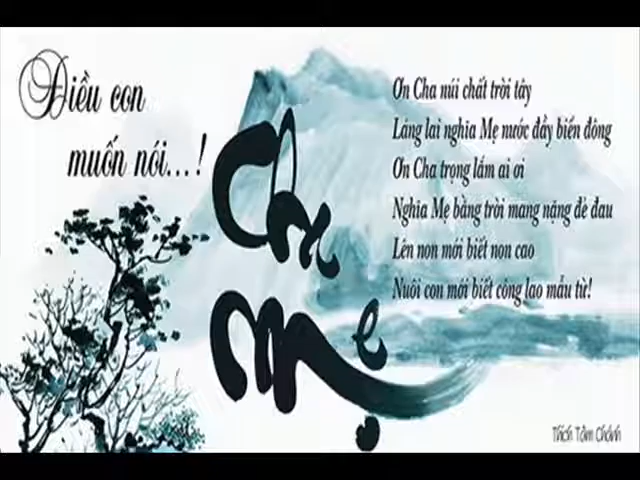 Điều con
muốn nói...!
Cha
Mẹ
Ơn Cha núi chất trời tây
Láng lai nghĩa Mẹ nước đầy biển đông
Ơn Cha trọng lắm ai ơi
Nghĩa Mẹ bằng trời mang nặng đẻ đau
Lên non mới biết non cao
Nuôi con mới biết công lao mẫu từ!
Thích Tâm Chánh